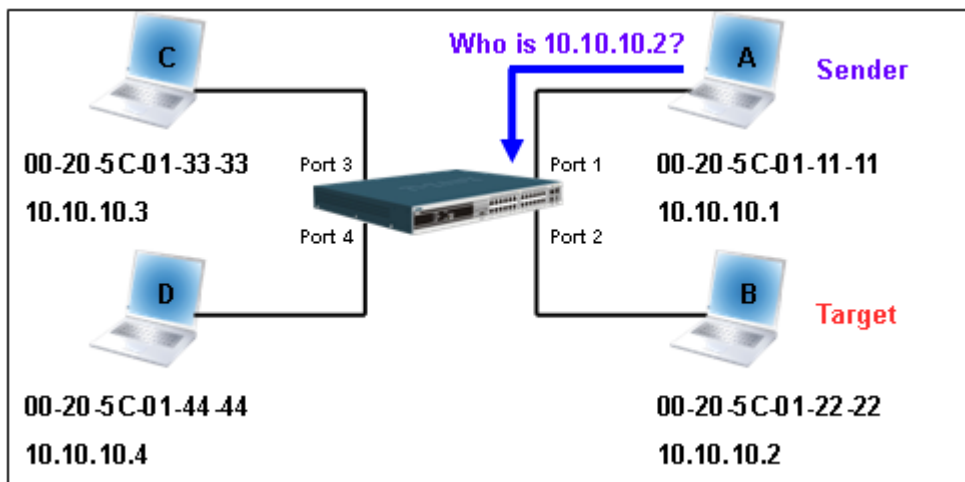 Who is 10.10.10.2?
C
A
Sender
00-20-5C-01-33-33
Port 3
Port 1
00-20-5C-01-11-11
10.10.10.3
10.10.10.1
Port 4
Port 2
D
B
Target
00-20-5C-01-44-44
00-20-5C-01-22-22
10.10.10.4
10.10.10.2